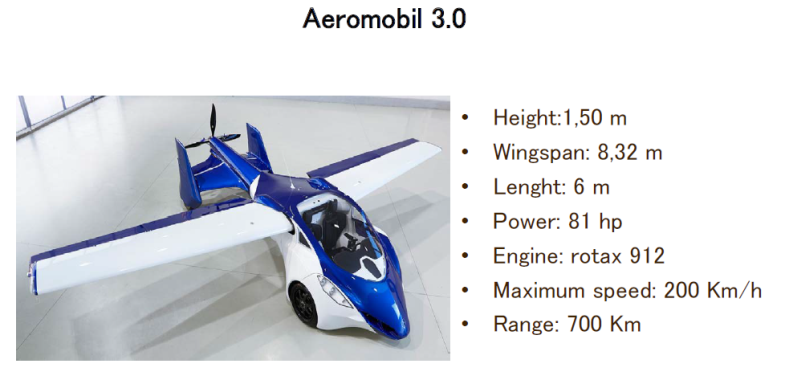 Aeromobil 3.0
• Height:1,50 m
• Wingspan: 8,32 m
• Lenght: 6 m
• Power: 81 hp
• Engine: rotax 912
• Maximum speed: 200 Km/h
• Range: 700 Km